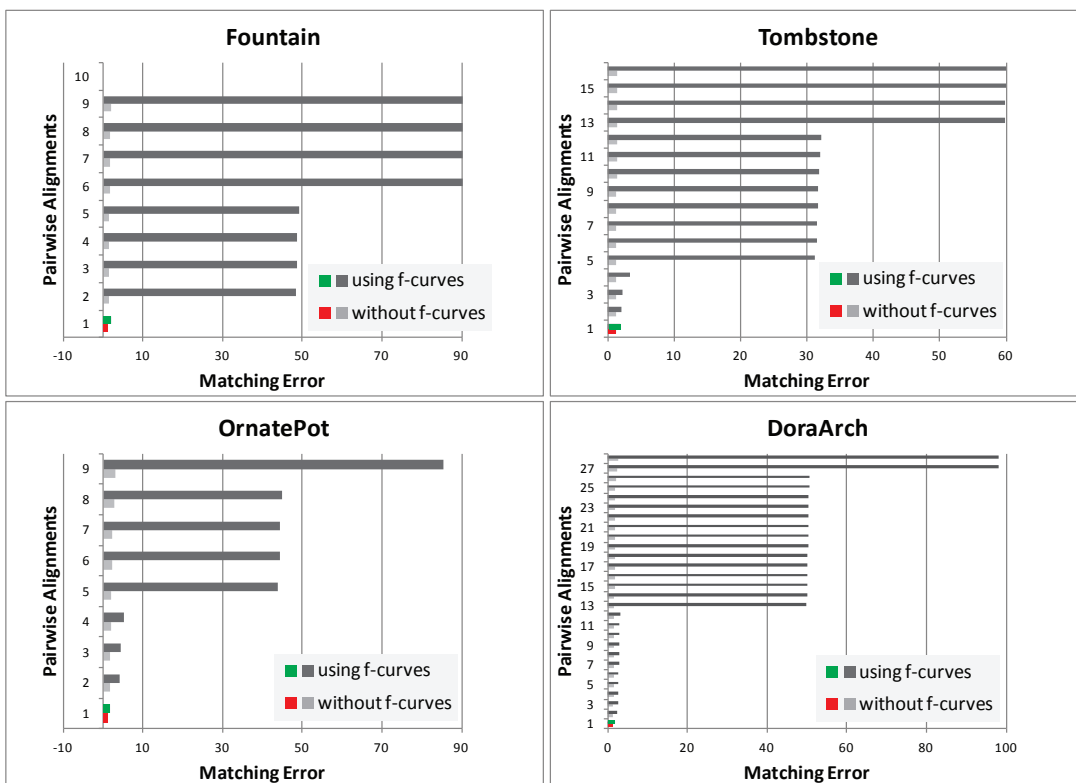 Fountain
Pairwise Alignments
10
9
8
7
6
5
4
3
2
1
using f-curves
without f-curves
-10 10 30 50 70 90
Matching Error
Tombstone
Pairwise Alignments
15
13
11
9
7
5
3
1
using f-curves
without f-curves
0 10 20 30 40 50 60
Matching Error
OrnatePot
Pairwise Alignments
9
8
7
6
5
4
3
2
1
using f-curves
without f-curves
-10 10 30 50 70 90
Matching Error
DoraArch
Pairwise Alignments
27
25
23
21
19
17
15
13
11
9
7
5
3
1
using f-curves
without f-curves
0 20 40 60 80 100
Matching Error